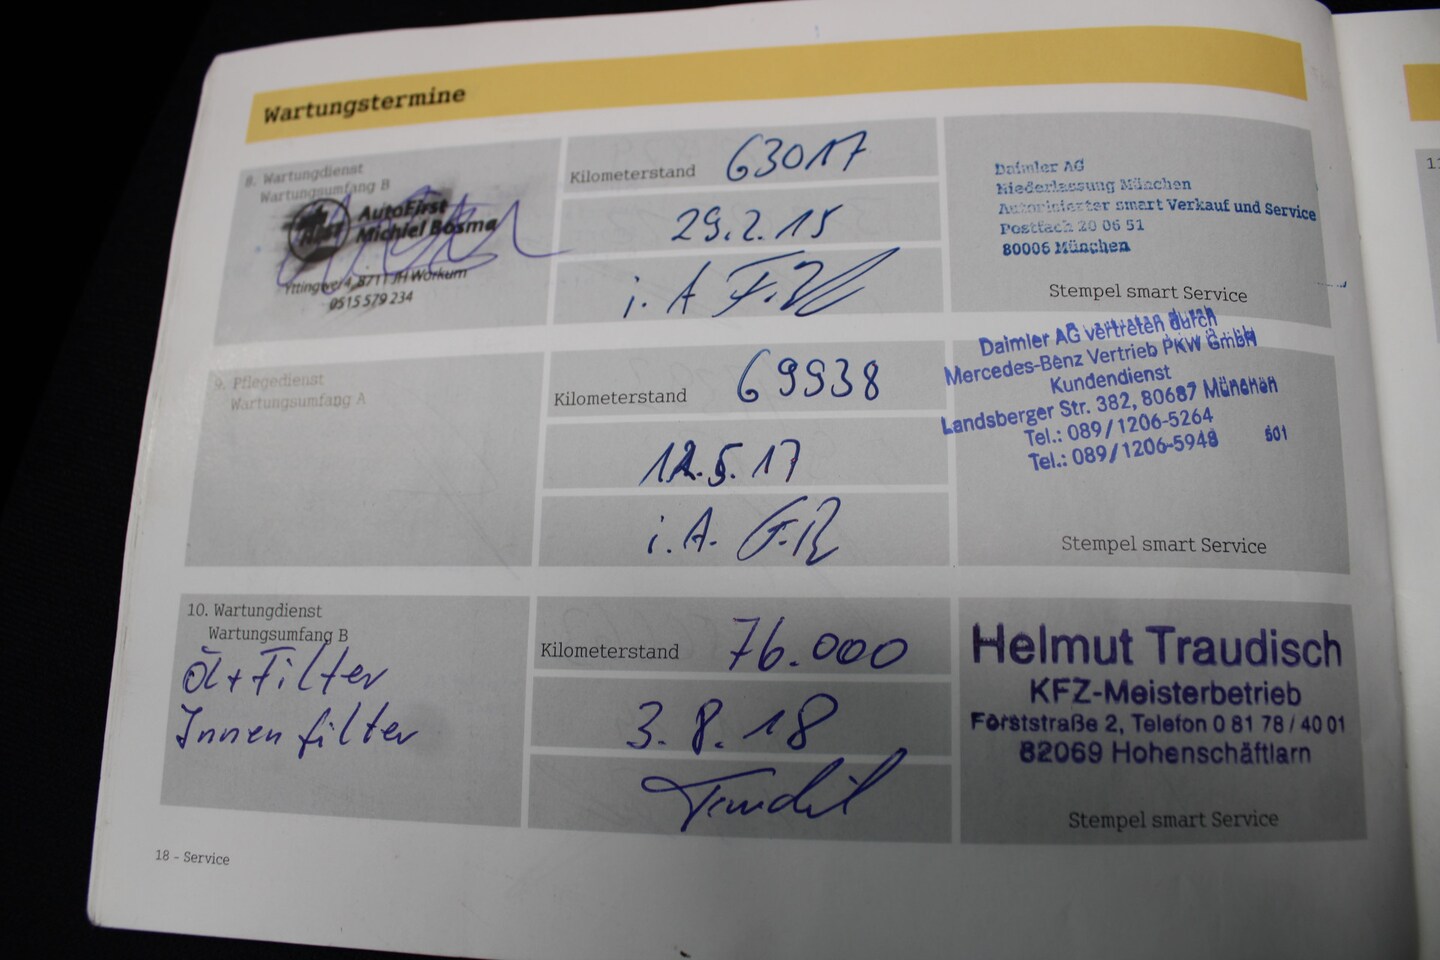 Wartungstermine
8. Wartungdienst
Wartungsumfang B
AutoFirst
Michiel Bosma
Yttingwei 4, 8711 JH Workum
0515 579 234
Kilometerstand 63017
29.2.15
i. A
Daimler AG
Niederlassung München
Autorisierter smart Verkauf und Service
Postfach 20 06 51
80006 München
Stempel smart Service
9. Pflegedienst
Wartungsumfang A
Kilometerstand 69938
12.5.17
i. A.
Daimler AG vertreten durch
Mercedes-Benz Vertrieb PKW GmbH
Kundendienst
Landsberger Str. 382, 80687 München
Tel.: 089/1206-5264
Tel.: 089/1206-5948 501
Stempel smart Service
10. Wartungdienst
Wartungsumfang B
Öl + Filter
Innenfilter
Kilometerstand 76.000
3.8.18
Helmut Traudisch
KFZ-Meisterbetrieb
Forststraße 2, Telefon 0 81 78 / 40 01
82069 Hohenschäftlarn
Stempel smart Service
18 - Service
11